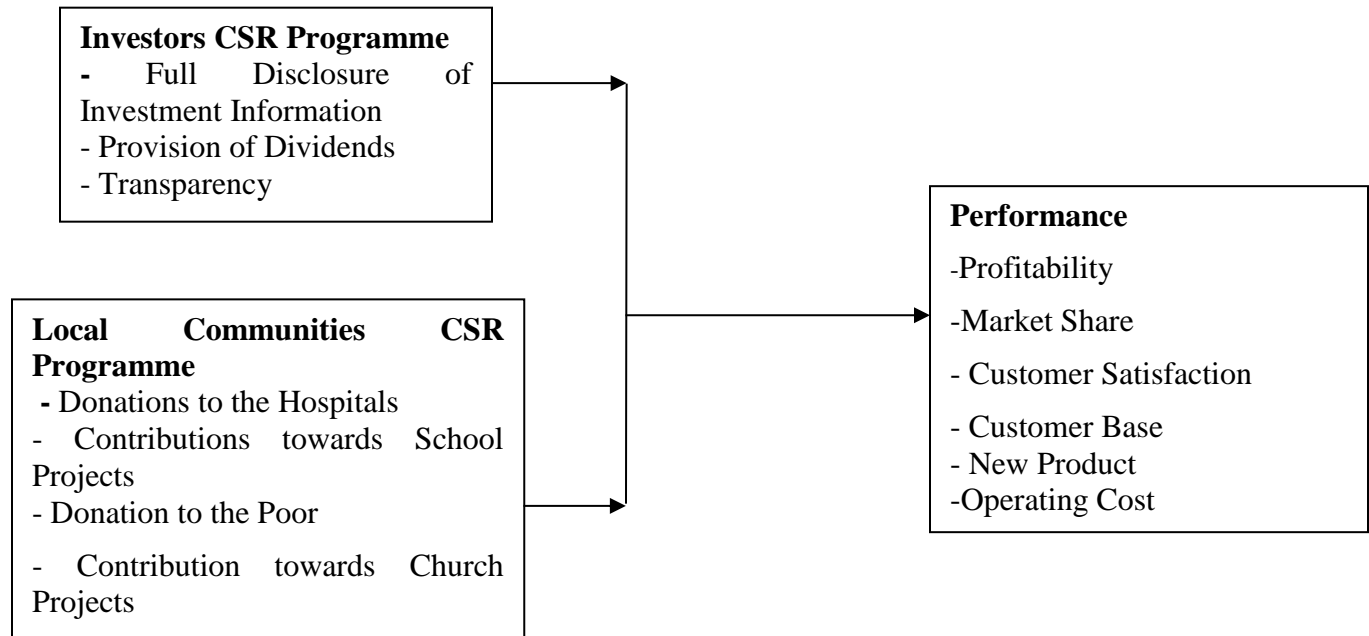 Investors CSR Programme
- Full Disclosure of
Investment Information
- Provision of Dividends
- Transparency
Local Communities CSR
Programme
- Donations to the Hospitals
- Contributions towards School
Projects
- Donation to the Poor
- Contribution towards Church
Projects
Performance
-Profitability
-Market Share
- Customer Satisfaction
- Customer Base
- New Product
-Operating Cost